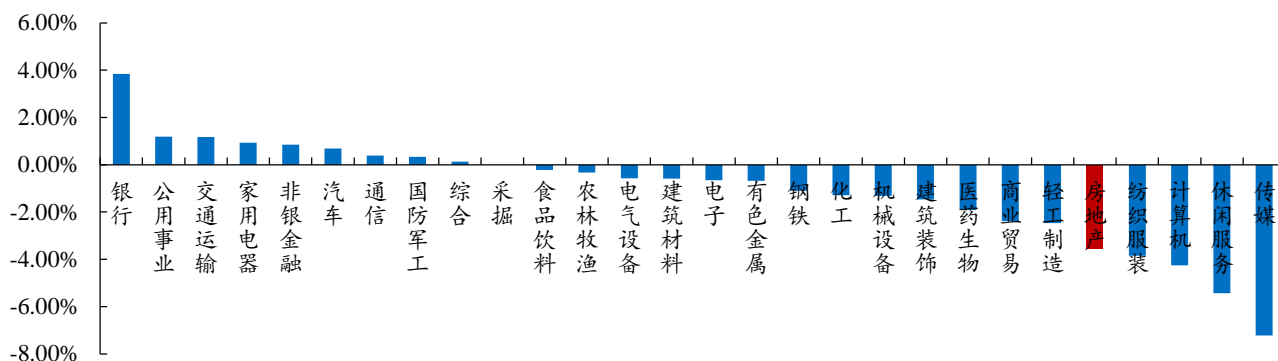 6.00%
4.00%
2.00%
0.00%
-2.00%
-4.00%
-6.00%
-8.00%
银行
公用事业
交通运输
家用电器
非银金融
汽车
通信
国防军工
综合
采掘
食品饮料
农林牧渔
电气设备
建筑材料
电子
有色金属
钢铁
化工
机械设备
建筑装饰
医药生物
商业贸易
轻工制造
房地产
纺织服装
计算机
休闲服务
传媒